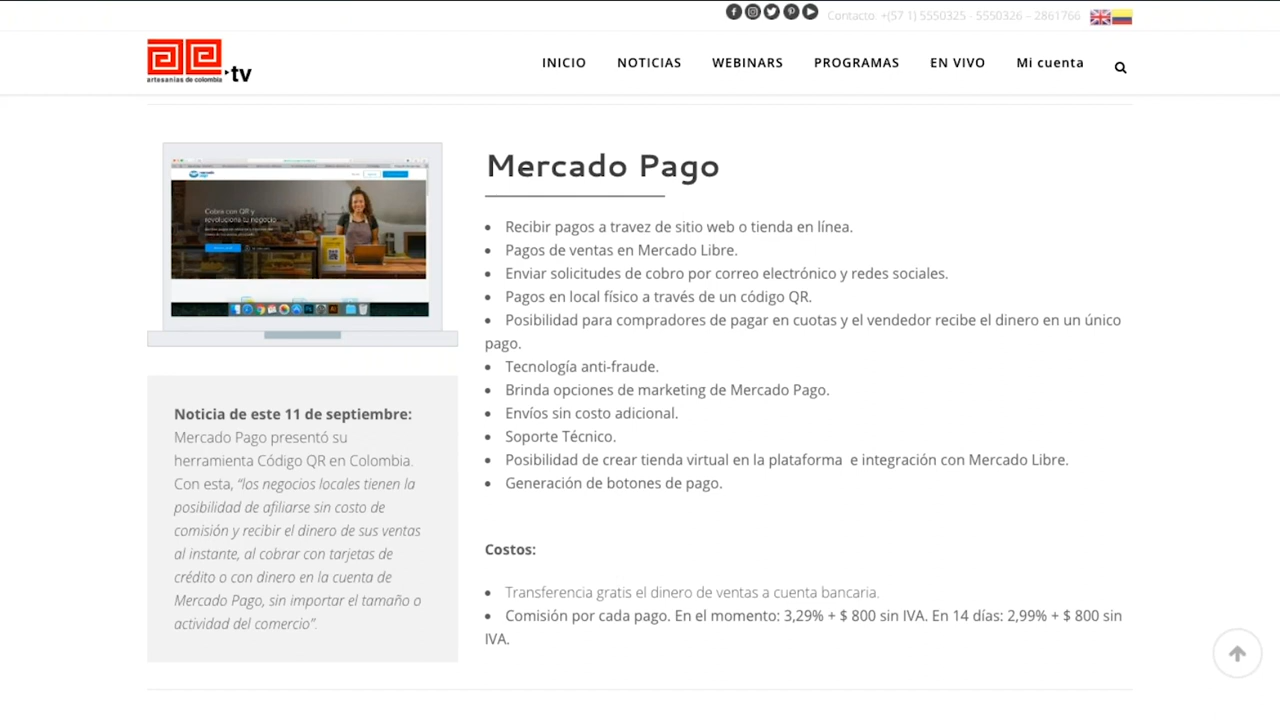 Contacto. +(57 1) 5550325 - 5550326 – 2861766
artesanías de colombia
tv
INICIO NOTICIAS WEBINARS PROGRAMAS EN VIVO Mi cuenta
Cobra con QR y
revoluciona tu negocio
Mercado Pago
Recibir pagos a travez de sitio web o tienda en línea.
Pagos de ventas en Mercado Libre.
Enviar solicitudes de cobro por correo electrónico y redes sociales.
Pagos en local físico a través de un código QR.
Posibilidad para compradores de pagar en cuotas y el vendedor recibe el dinero en un único
pago.
Tecnología anti-fraude.
Brinda opciones de marketing de Mercado Pago.
Envíos sin costo adicional.
Soporte Técnico.
Posibilidad de crear tienda virtual en la plataforma e integración con Mercado Libre.
Generación de botones de pago.
Noticia de este 11 de septiembre:
Mercado Pago presentó su
herramienta Código QR en Colombia.
Con esta, “los negocios locales tienen la
posibilidad de afiliarse sin costo de
comisión y recibir el dinero de sus ventas
al instante, al cobrar con tarjetas de
crédito o con dinero en la cuenta de
Mercado Pago, sin importar el tamaño o
actividad del comercio”.
Costos:
Transferencia gratis el dinero de ventas a cuenta bancaria.
Comisión por cada pago. En el momento: 3,29% + $ 800 sin IVA. En 14 días: 2,99% + $ 800 sin
IVA.